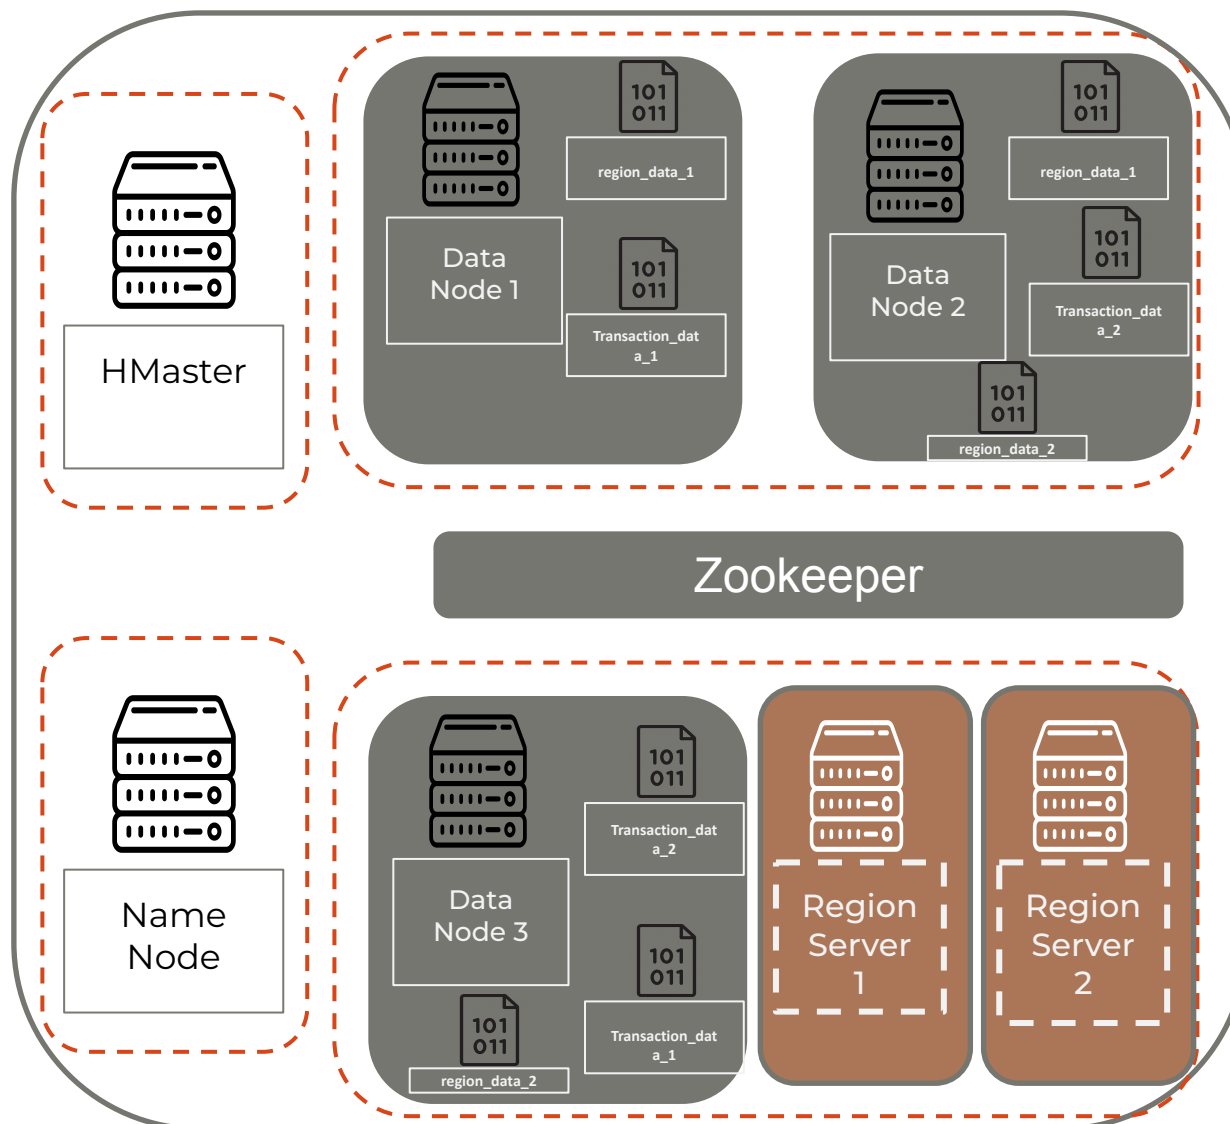 101
011
region_data_1
Data
Node 1
101
011
Transaction_dat
a_1
101
011
region_data_1
Data
Node 2
101
011
Transaction_dat
a_2
101
011
region_data_2
HMaster
Zookeeper
Name
Node
Data
Node 3
101
011
Transaction_dat
a_2
101
011
Transaction_dat
a_1
101
011
region_data_2
Region
Server
1
Region
Server
2